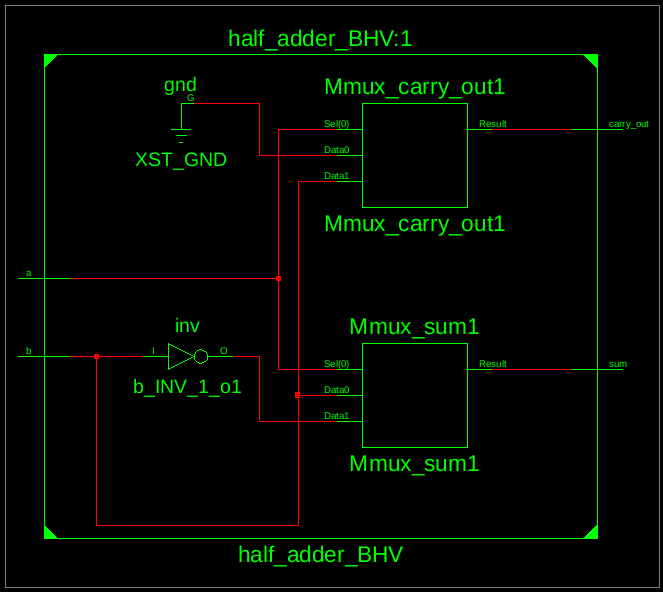 half_adder_BHV:1
gnd
G
XST_GND
Mmux_carry_out1
Sel(0)
Data0
Data1
Result
carry_out
Mmux_carry_out1
a
b
inv
I
O
b_INV_1_o1
Mmux_sum1
Sel(0)
Data0
Data1
Result
sum
Mmux_sum1
half_adder_BHV